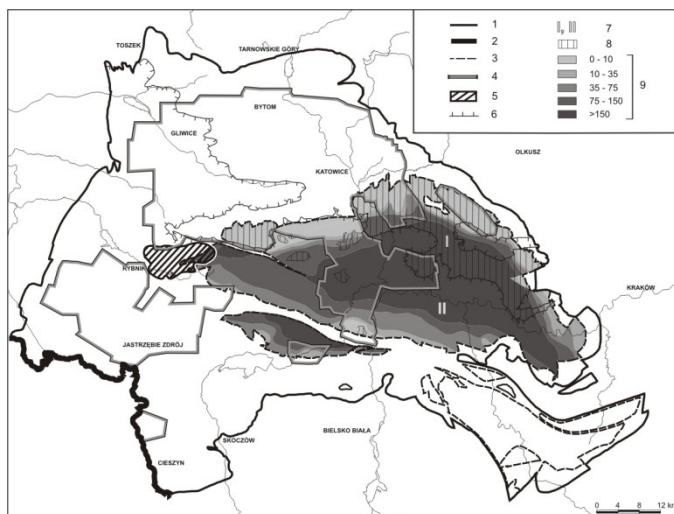 TOSZEK
TARNOWSKIE GÓRY
BYTOM
GLIWICE
KATOWICE
OLKUSZ
KRAKÓW
RYBNIK
JASTRZĘBIE ZDRÓJ
SKOCZÓW
BIELSKO BIAŁA
CIESZYN
I
II
1
2
3
4
5
6
7
8
0 - 10
10 - 35
35 - 75
75 - 150
>150
9
0 4 8 12 km